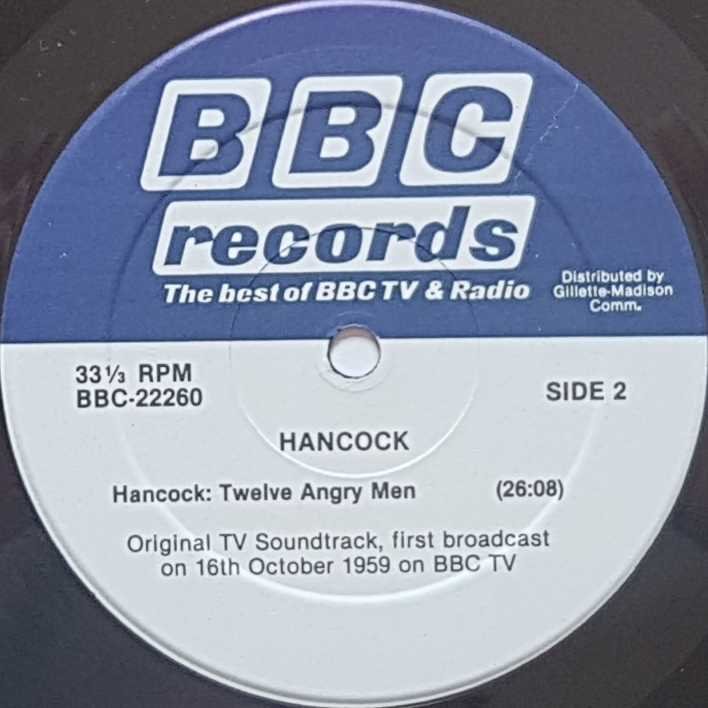 BBC
records
The best of BBC TV & Radio
Distributed by
Gillette-Madison
Comm.
33⅓ RPM
BBC-22260
SIDE 2
HANCOCK
Hancock: Twelve Angry Men (26:08)
Original TV Soundtrack, first broadcast
on 16th October 1959 on BBC TV